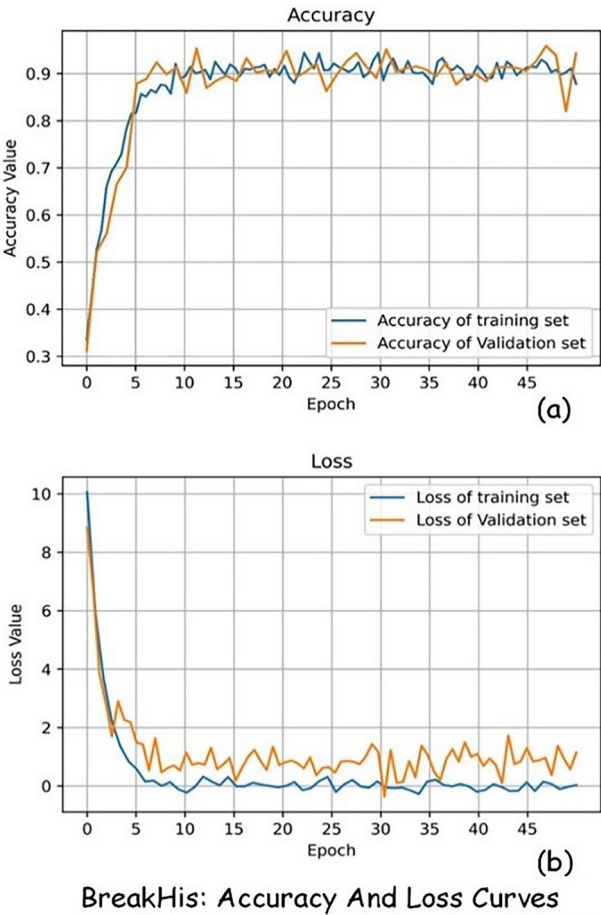 Accuracy
0.9
0.8
0.7
0.6
0.5
0.4
0.3
Accuracy Value
Accuracy of training set
Accuracy of Validation set
0 5 10 15 20 25 30 35 40 45
Epoch
(a)
Loss
10
8
6
4
2
0
Loss Value
Loss of training set
Loss of Validation set
0 5 10 15 20 25 30 35 40 45
Epoch
(b)
BreakHis: Accuracy And Loss Curves